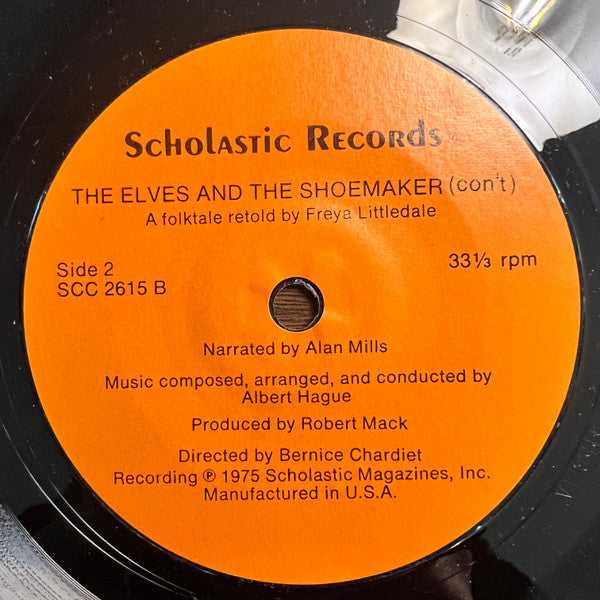 Scholastic Records
THE ELVES AND THE SHOEMAKER (con't)
A folktale retold by Freya Littledale
Side 2
33⅓ rpm
SCC 2615 B
Narrated by Alan Mills
Music composed, arranged, and conducted by
Albert Hague
Produced by Robert Mack
Directed by Bernice Chardiet
Recording ℗ 1975 Scholastic Magazines, Inc.
Manufactured in U.S.A.